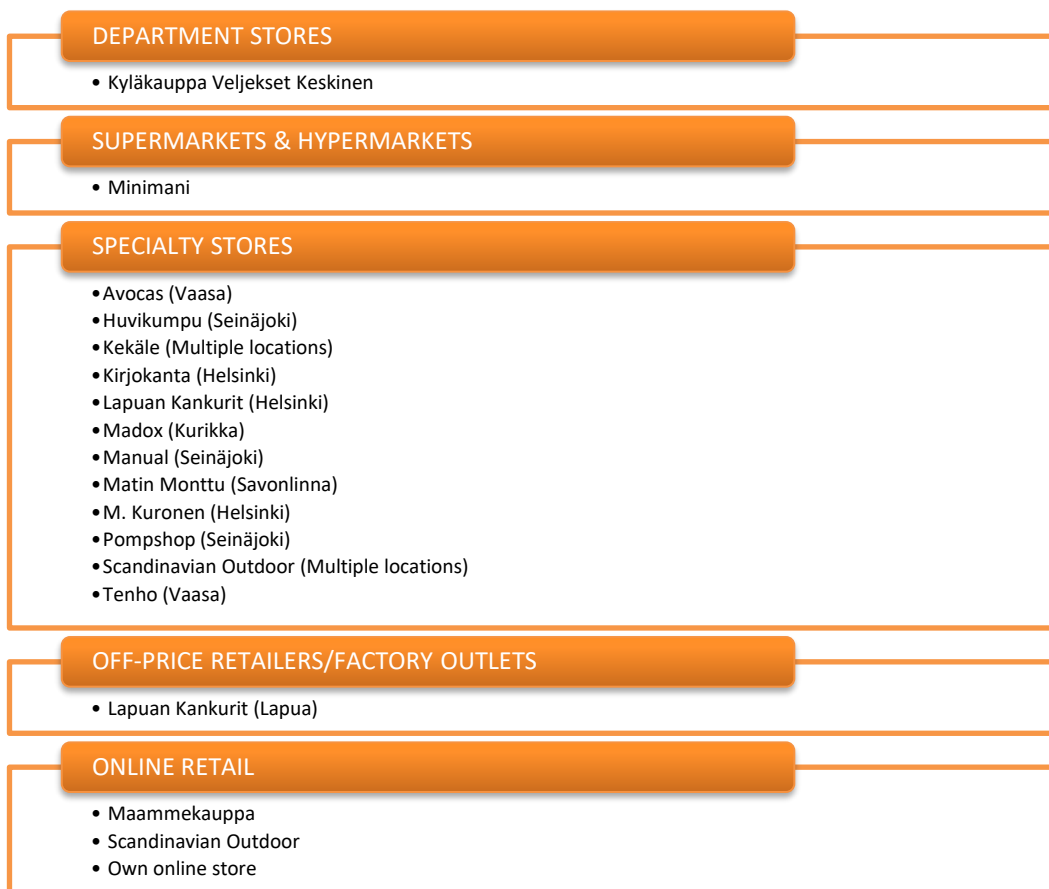 DEPARTMENT STORES
• Kyläkauppa Veljekset Keskinen
SUPERMARKETS & HYPERMARKETS
• Minimani
SPECIALTY STORES
•Avocas (Vaasa)
•Huvikumpu (Seinäjoki)
•Kekäle (Multiple locations)
•Kirjokanta (Helsinki)
•Lapuan Kankurit (Helsinki)
•Madox (Kurikka)
•Manual (Seinäjoki)
•Matin Monttu (Savonlinna)
•M. Kuronen (Helsinki)
•Pompshop (Seinäjoki)
•Scandinavian Outdoor (Multiple locations)
•Tenho (Vaasa)
OFF-PRICE RETAILERS/FACTORY OUTLETS
• Lapuan Kankurit (Lapua)
ONLINE RETAIL
• Maammekauppa
• Scandinavian Outdoor
• Own online store